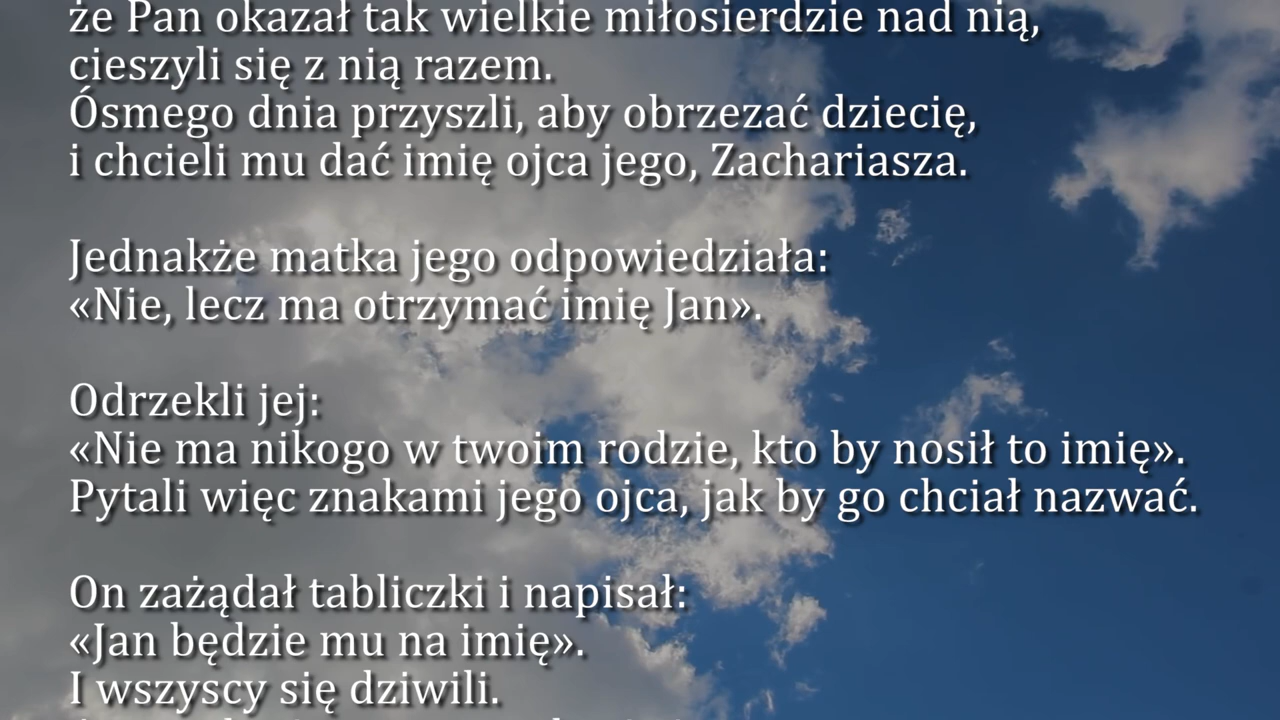 że Pan okazał tak wielkie miłosierdzie nad nią,
cieszyli się z nią razem.
Ósmego dnia przyszli, aby obrzezać dziecię,
i chcieli mu dać imię ojca jego, Zachariasza.
Jednakże matka jego odpowiedziała:
«Nie, lecz ma otrzymać imię Jan».
Odrzekli jej:
«Nie ma nikogo w twoim rodzie, kto by nosił to imię».
Pytali więc znakami jego ojca, jak by go chciał nazwać.
On zażądał tabliczki i napisał:
«Jan będzie mu na imię».
I wszyscy się dziwili.